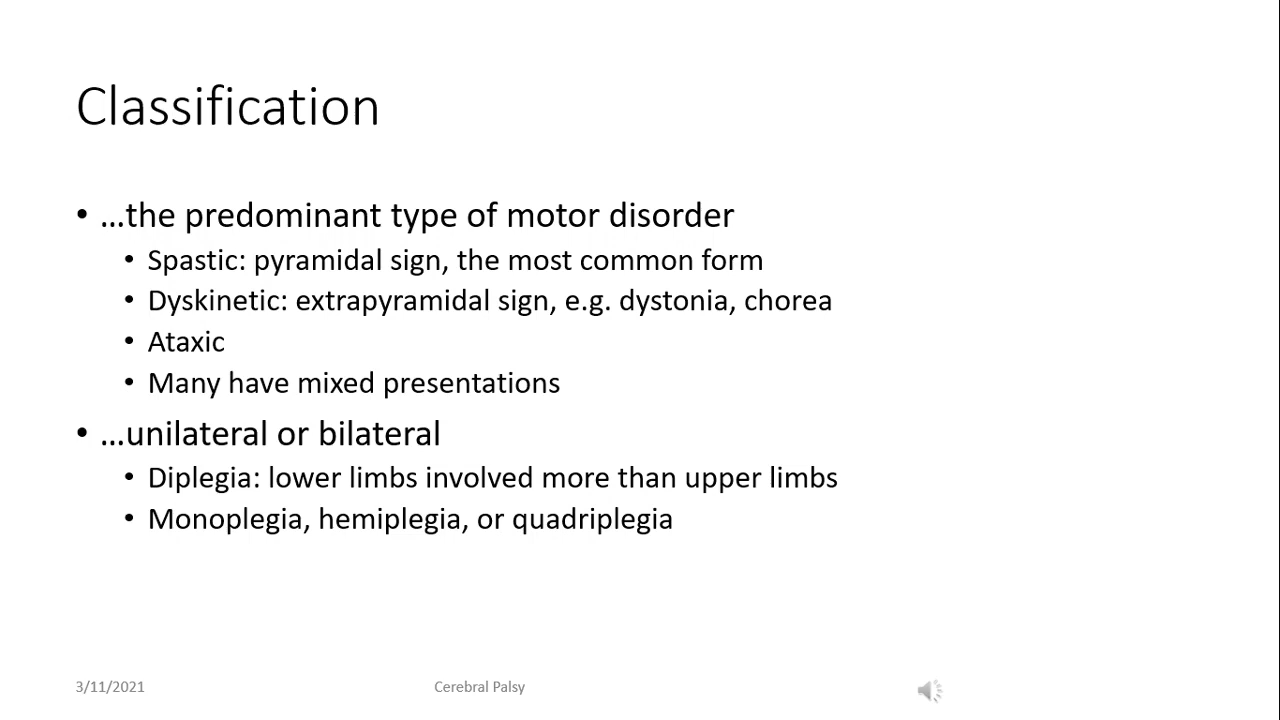 Classification
• …the predominant type of motor disorder
• Spastic: pyramidal sign, the most common form
• Dyskinetic: extrapyramidal sign, e.g. dystonia, chorea
• Ataxic
• Many have mixed presentations
• …unilateral or bilateral
• Diplegia: lower limbs involved more than upper limbs
• Monoplegia, hemiplegia, or quadriplegia
3/11/2021
Cerebral Palsy